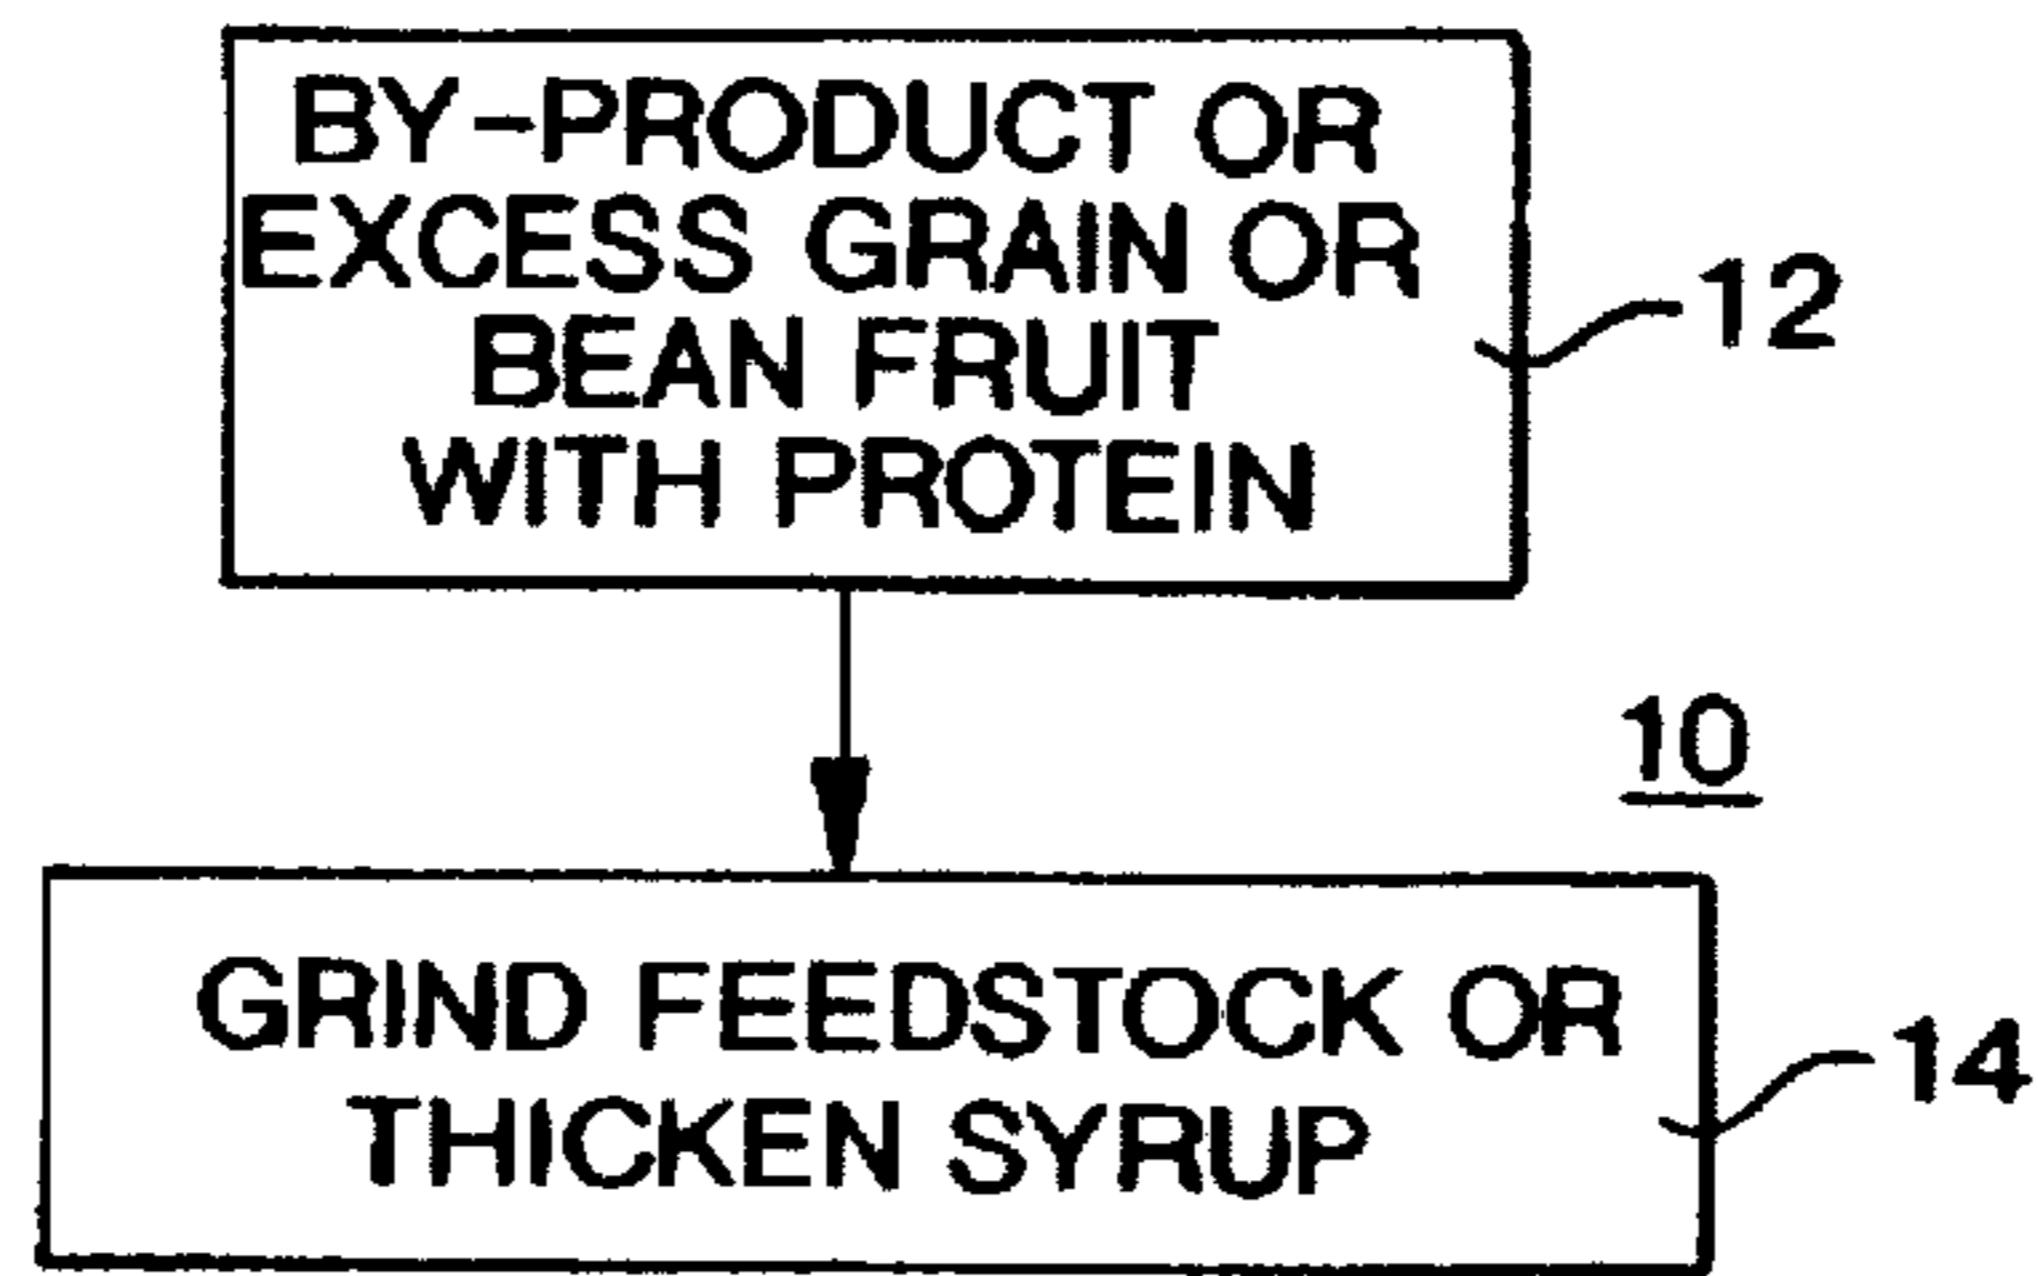 BY-PRODUCT OR
EXCESS GRAIN OR
BEAN FRUIT
WITH PROTEIN
12
10
GRIND FEEDSTOCK OR
THICKEN SYRUP
14